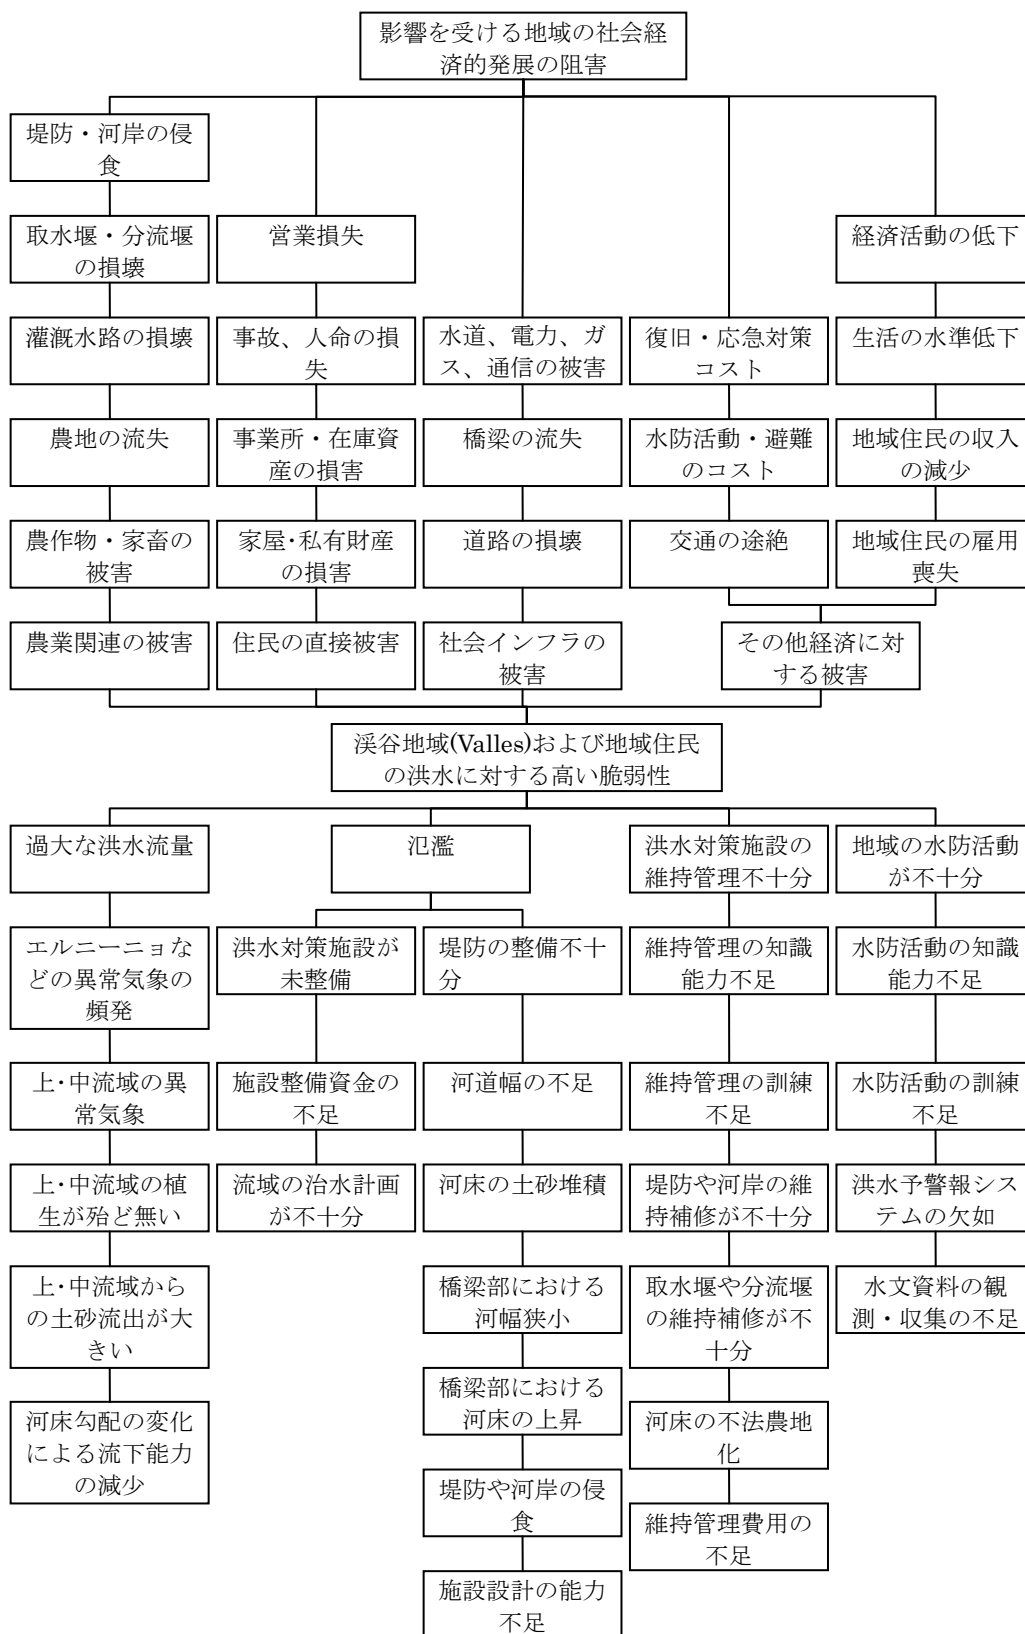 影響を受ける地域の社会経
済的発展の阻害
堤防・河岸の侵
食
取水堰・分流堰
の損壊
営業損失
経済活動の低下
灌漑水路の損壊
事故、人命の損
失
水道、電力、ガ
ス、通信の被害
復旧・応急対策
コスト
生活の水準低下
農地の流失
事業所・在庫資
産の損害
橋梁の流失
水防活動・避難
のコスト
地域住民の収入
の減少
農作物・家畜の
被害
家屋・私有財産
の損害
道路の損壊
交通の途絶
地域住民の雇用
喪失
農業関連の被害
住民の直接被害
社会インフラの
被害
その他経済に対
する被害
渓谷地域(Valles)および地域住民
の洪水に対する高い脆弱性
過大な洪水流量
氾濫
洪水対策施設の
維持管理不十分
地域の水防活動
が不十分
エルニーニョな
どの異常気象の
頻発
洪水対策施設が
未整備
堤防の整備不十
分
維持管理の知識
能力不足
水防活動の知識
能力不足
上・中流域の異
常気象
施設整備資金の
不足
河道幅の不足
維持管理の訓練
不足
水防活動の訓練
不足
上・中流域の植
生が殆ど無い
流域の治水計画
が不十分
河床の土砂堆積
堤防や河岸の維
持補修が不十分
洪水予警報シス
テムの欠如
上・中流域から
の土砂流出が大
きい
橋梁部における
河幅狭小
取水堰や分流堰
の維持補修が不
十分
水文資料の観
測・収集の不足
河床勾配の変化
による流下能力
の減少
橋梁部における
河床の上昇
河床の不法農地
化
堤防や河岸の侵
食
維持管理費用の
不足
施設設計の能力
不足